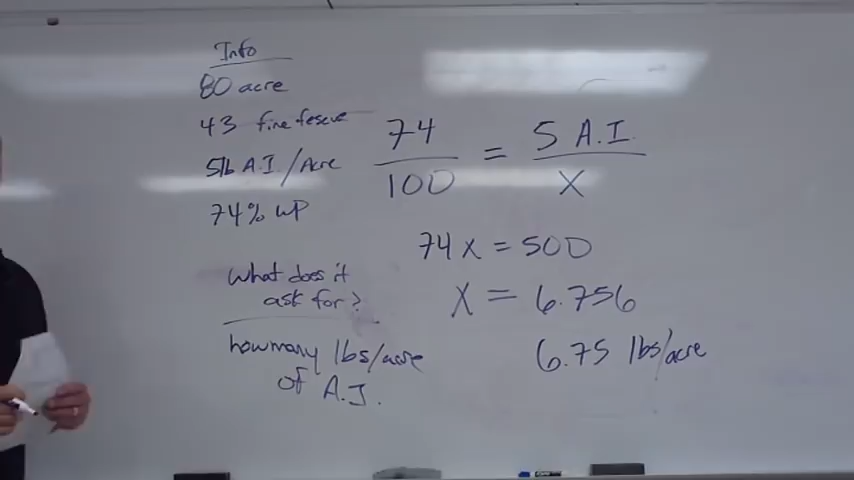 Info
80 acre
43 fine fescue
5lb A.I / Acre
74% WP
What does it
ask for?
how many lbs/acre
of A.I.
74 / 100 = 5 A.I. / X
74 X = 500
X = 6.756
6.75 lbs/acre